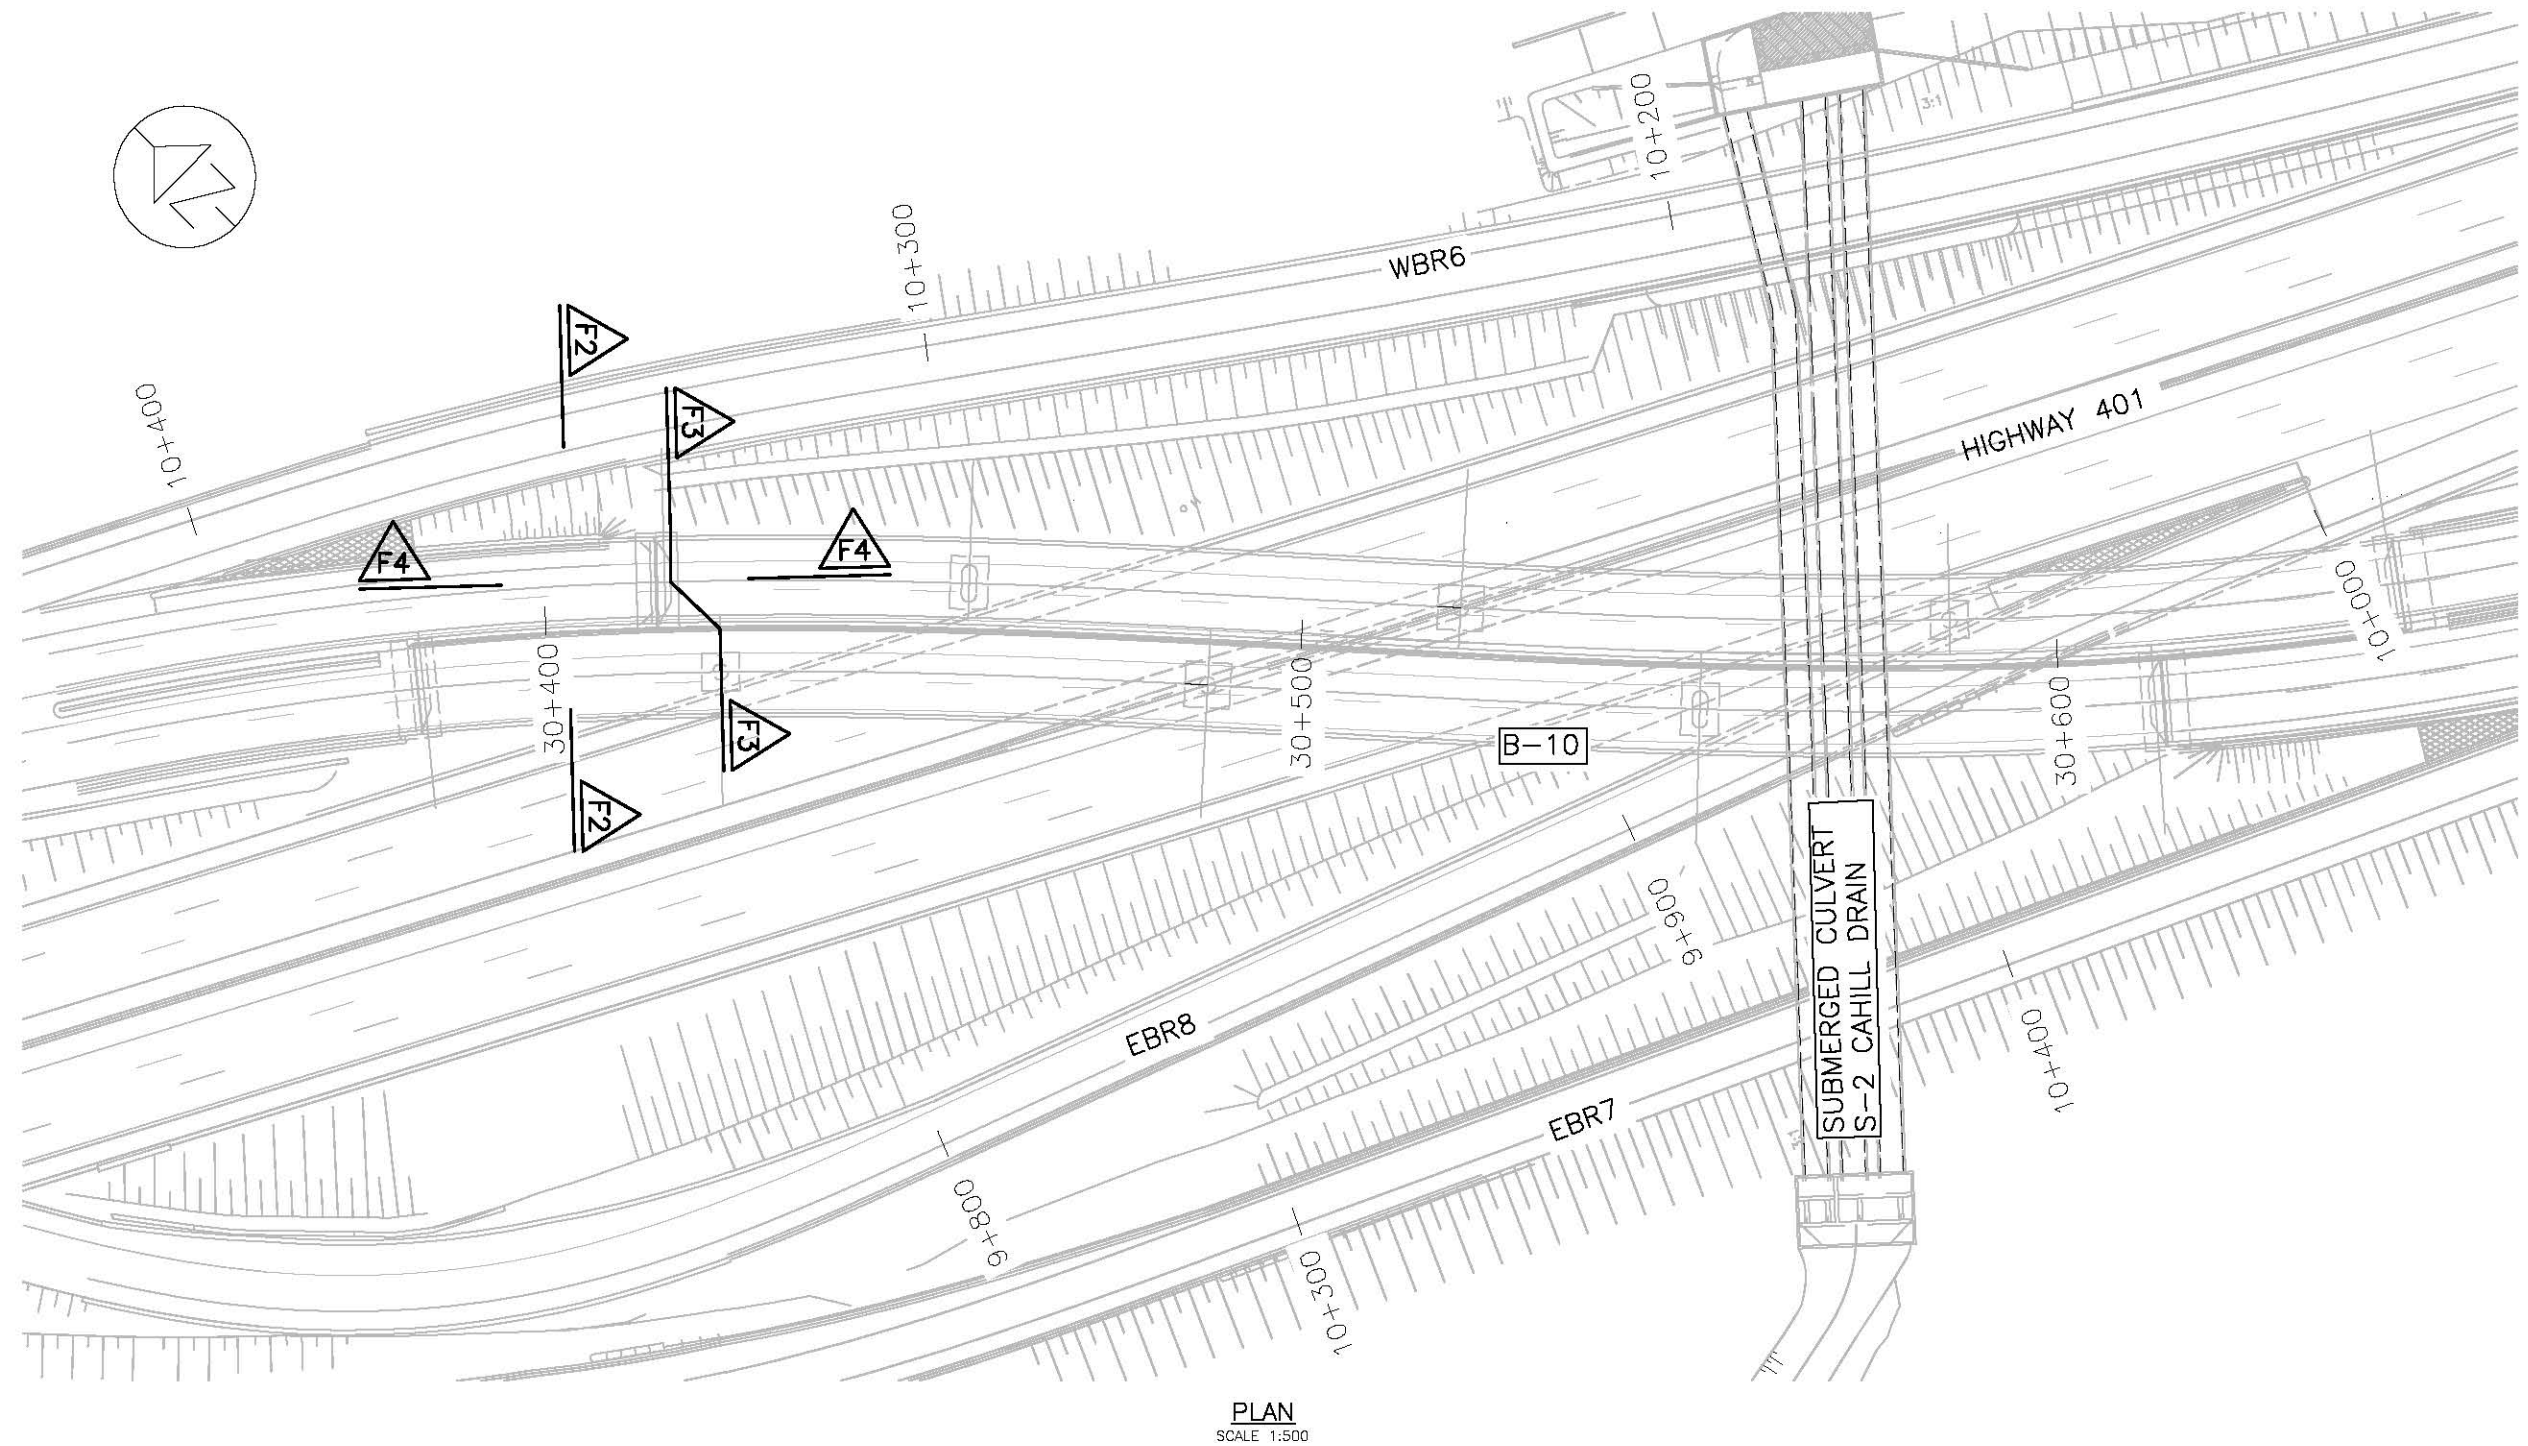 10+200
3:1
10+300
WBR6
F2
10+400
F3
HIGHWAY 401
F4
F4
10+000
30+400
30+500
30+600
F3
B-10
F2
SUBMERGED CULVERT
S-2 CAHILL DRAIN
9+900
EBR8
10+400
EBR7
9+800
10+300
PLAN
SCALE 1:500